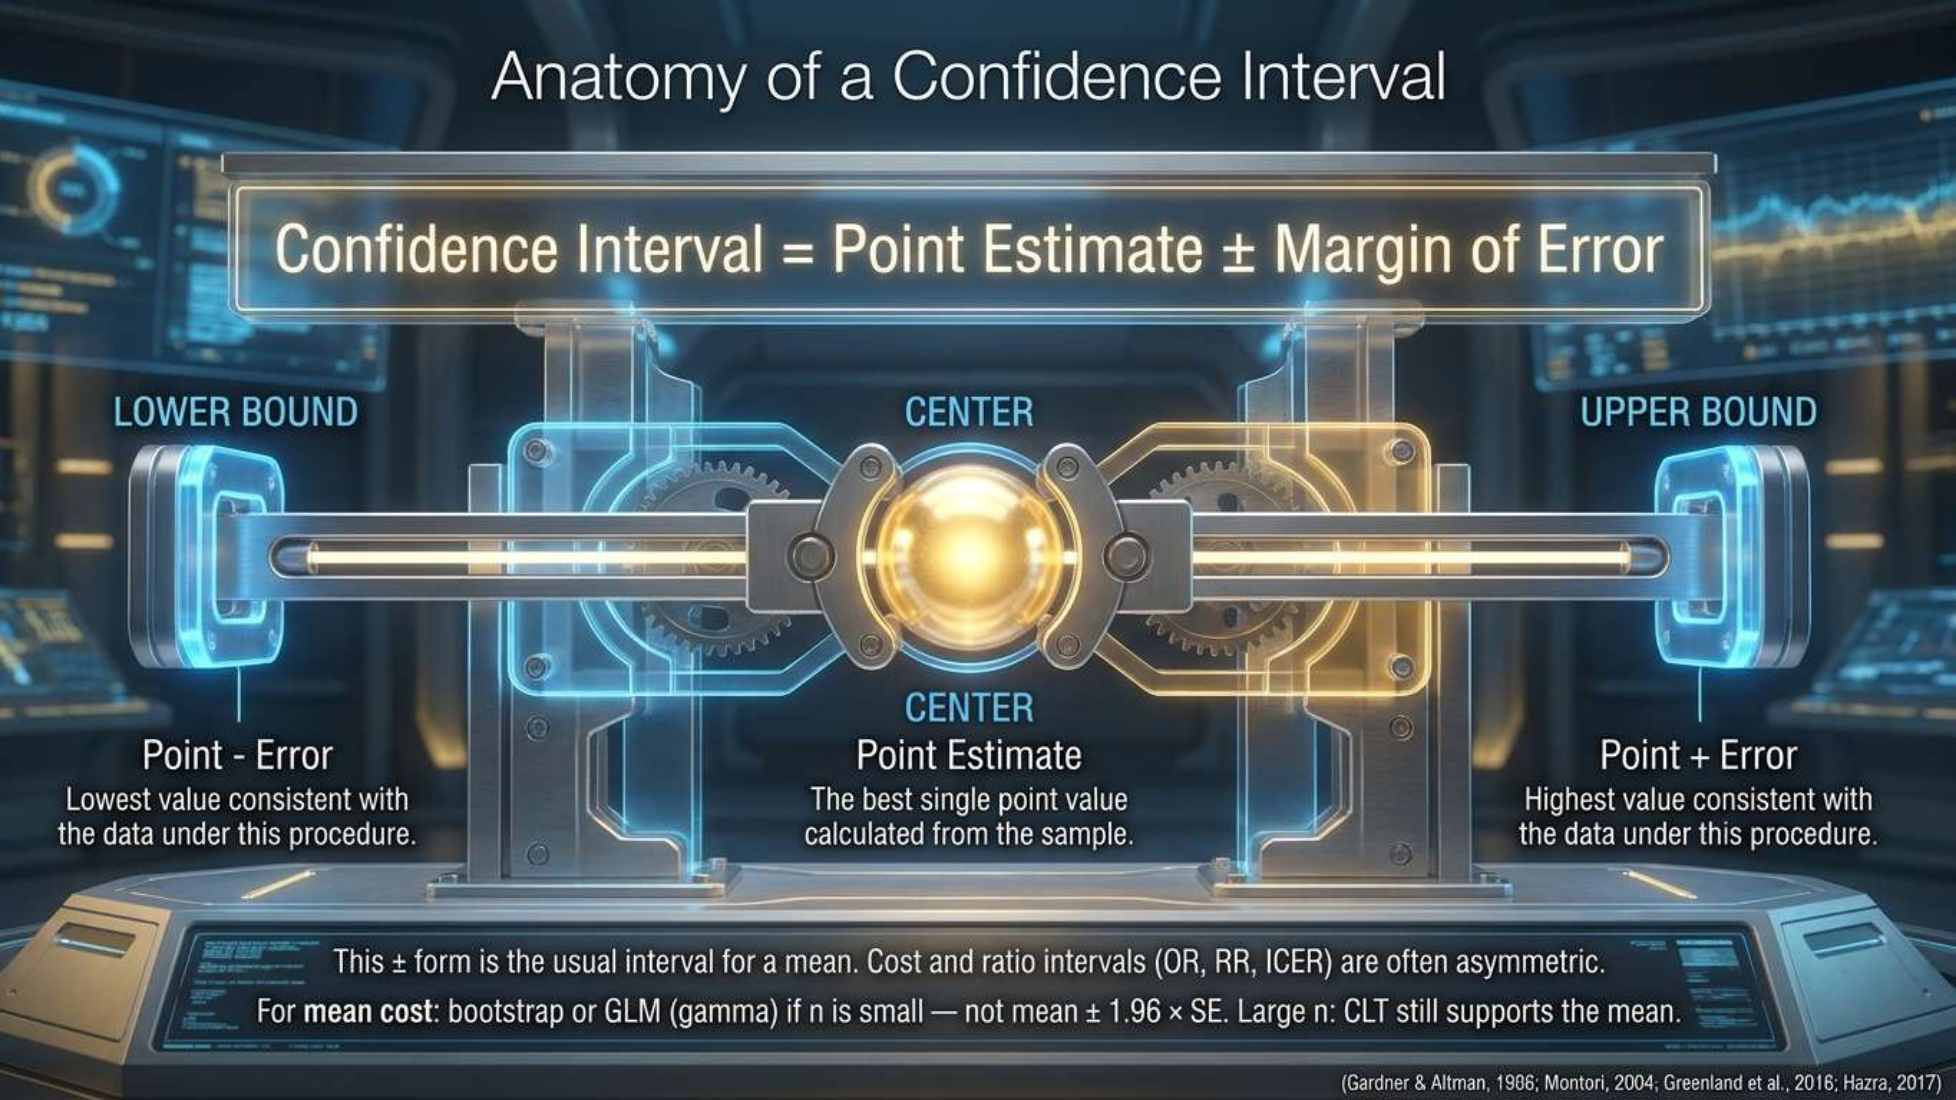 Anatomy of a Confidence Interval
Confidence Interval = Point Estimate ± Margin of Error
LOWER BOUND
CENTER
UPPER BOUND
CENTER
Point - Error
Lowest value consistent with
the data under this procedure.
Point Estimate
The best single point value
calculated from the sample.
Point + Error
Highest value consistent with
the data under this procedure.
This ± form is the usual interval for a mean. Cost and ratio intervals (OR, RR, ICER) are often asymmetric.
For mean cost: bootstrap or GLM (gamma) if n is small — not mean ± 1.96 × SE. Large n: CLT still supports the mean.
(Gardner & Altman, 1986; Montori, 2004; Greenland et al., 2016; Hazra, 2017)